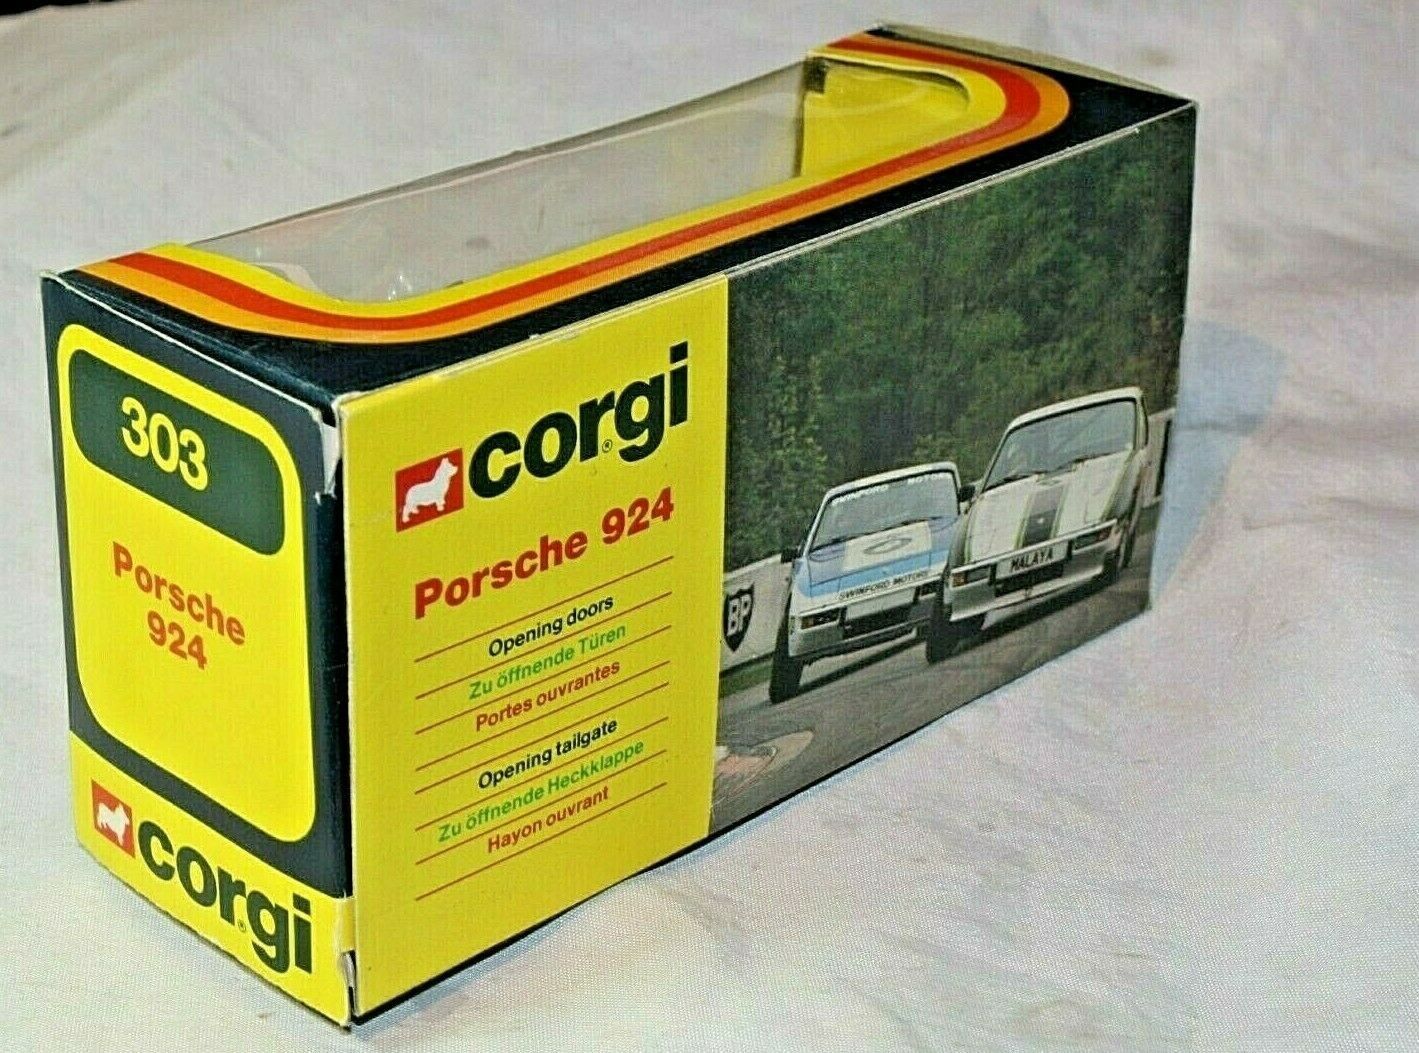 303
Porsche
924
corgi®
corgi®
Porsche 924
Opening doors
Zu öffnende Türen
Portes ouvrantes
Opening tailgate
Zu öffnende Heckklappe
Hayon ouvrant
BP
SWINFORD MOTORS
MALAYA